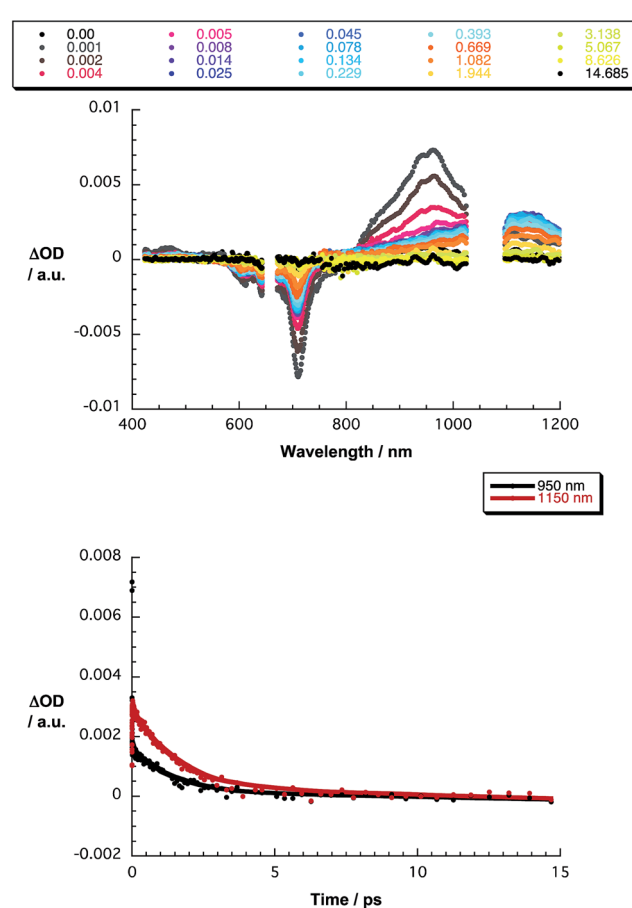 0.00 0.005 0.045 0.393 3.138
0.001 0.008 0.078 0.669 5.067
0.002 0.014 0.134 1.082 8.626
0.004 0.025 0.229 1.944 14.685
0.01
0.005
ΔOD
/ a.u.
0
-0.005
-0.01
400 600 800 1000 1200
Wavelength / nm
950 nm
1150 nm
0.008
0.006
0.004
ΔOD
/ a.u.
0.002
0
-0.002
0 5 10 15
Time / ps